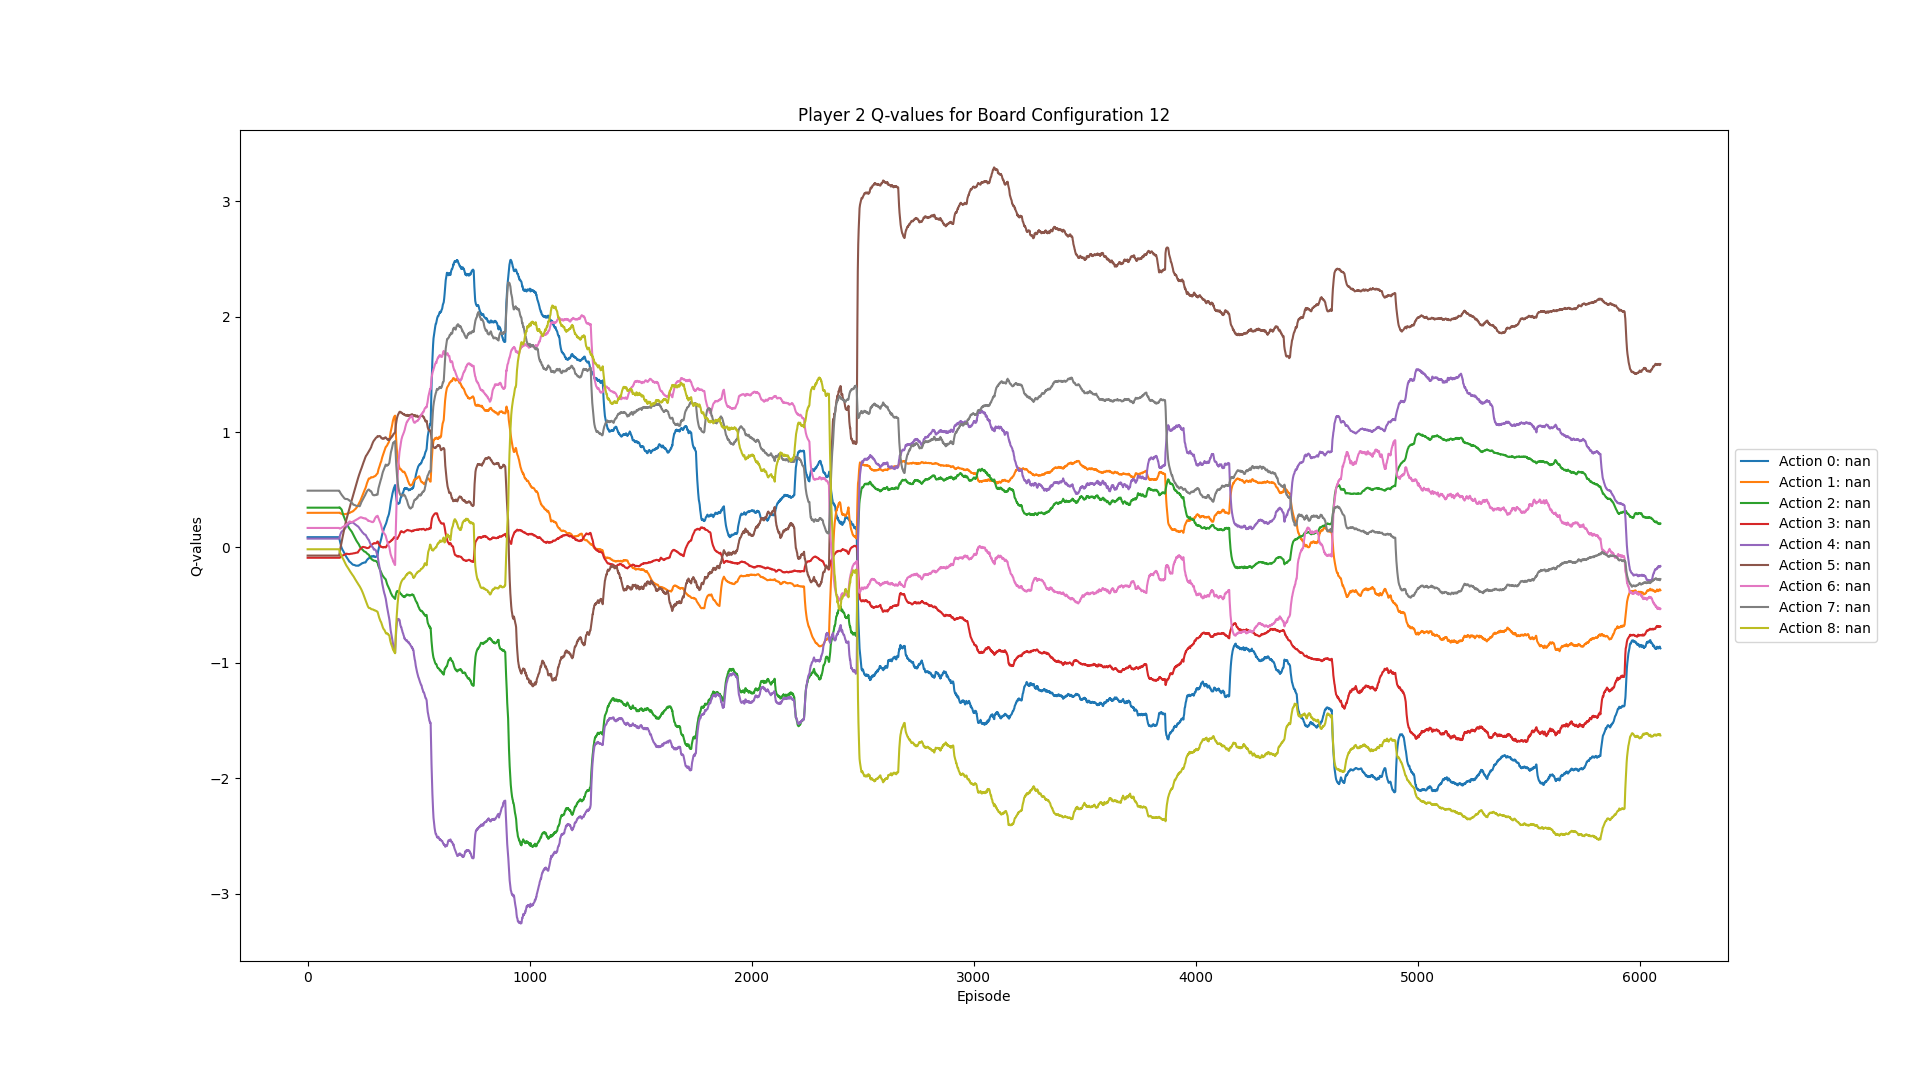 Player 2 Q-values for Board Configuration 12
3
2
1
0
−1
−2
−3
Q-values
0
1000
2000
3000
4000
5000
6000
Episode
Action 0: nan
Action 1: nan
Action 2: nan
Action 3: nan
Action 4: nan
Action 5: nan
Action 6: nan
Action 7: nan
Action 8: nan